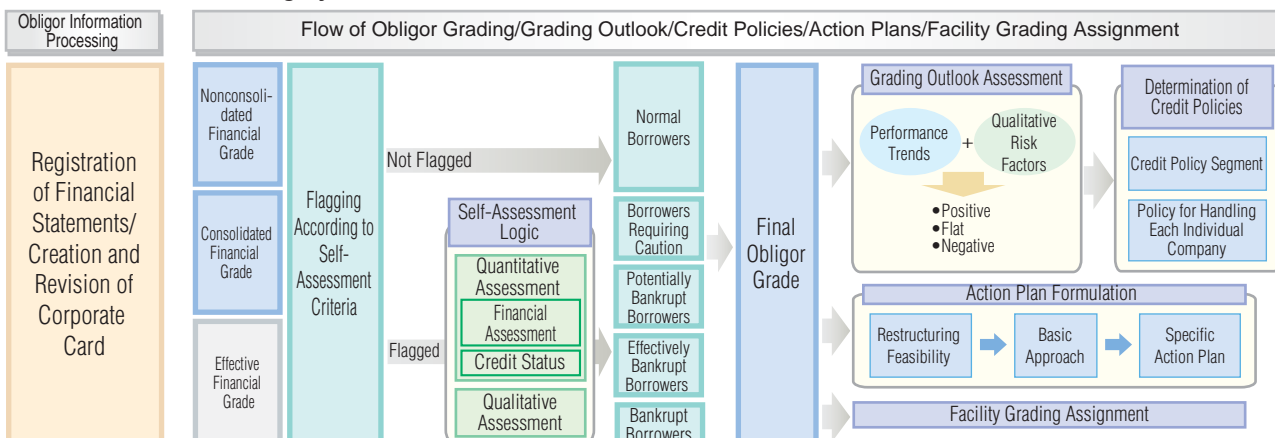 Obligor Information
Processing
Flow of Obligor Grading/Grading Outlook/Credit Policies/Action Plans/Facility Grading Assignment
Registration
of Financial
Statements/
Creation and
Revision of
Corporate
Card
Nonconsoli-
dated
Financial
Grade
Consolidated
Financial
Grade
Effective
Financial
Grade
Flagging
According to
Self-
Assessment
Criteria
Not Flagged
Flagged
Self-Assessment
Logic
Quantitative
Assessment
Financial
Assessment
Credit Status
Qualitative
Assessment
Normal
Borrowers
Borrowers
Requiring
Caution
Potentially
Bankrupt
Borrowers
Effectively
Bankrupt
Borrowers
Bankrupt
Borrowers
Final
Obligor
Grade
Grading Outlook Assessment
Performance
Trends
+
Qualitative
Risk
Factors
●Positive
●Flat
●Negative
Determination of
Credit Policies
Credit Policy Segment
Policy for Handling
Each Individual
Company
Action Plan Formulation
Restructuring
Feasibility
Basic
Approach
Specific
Action Plan
Facility Grading Assignment